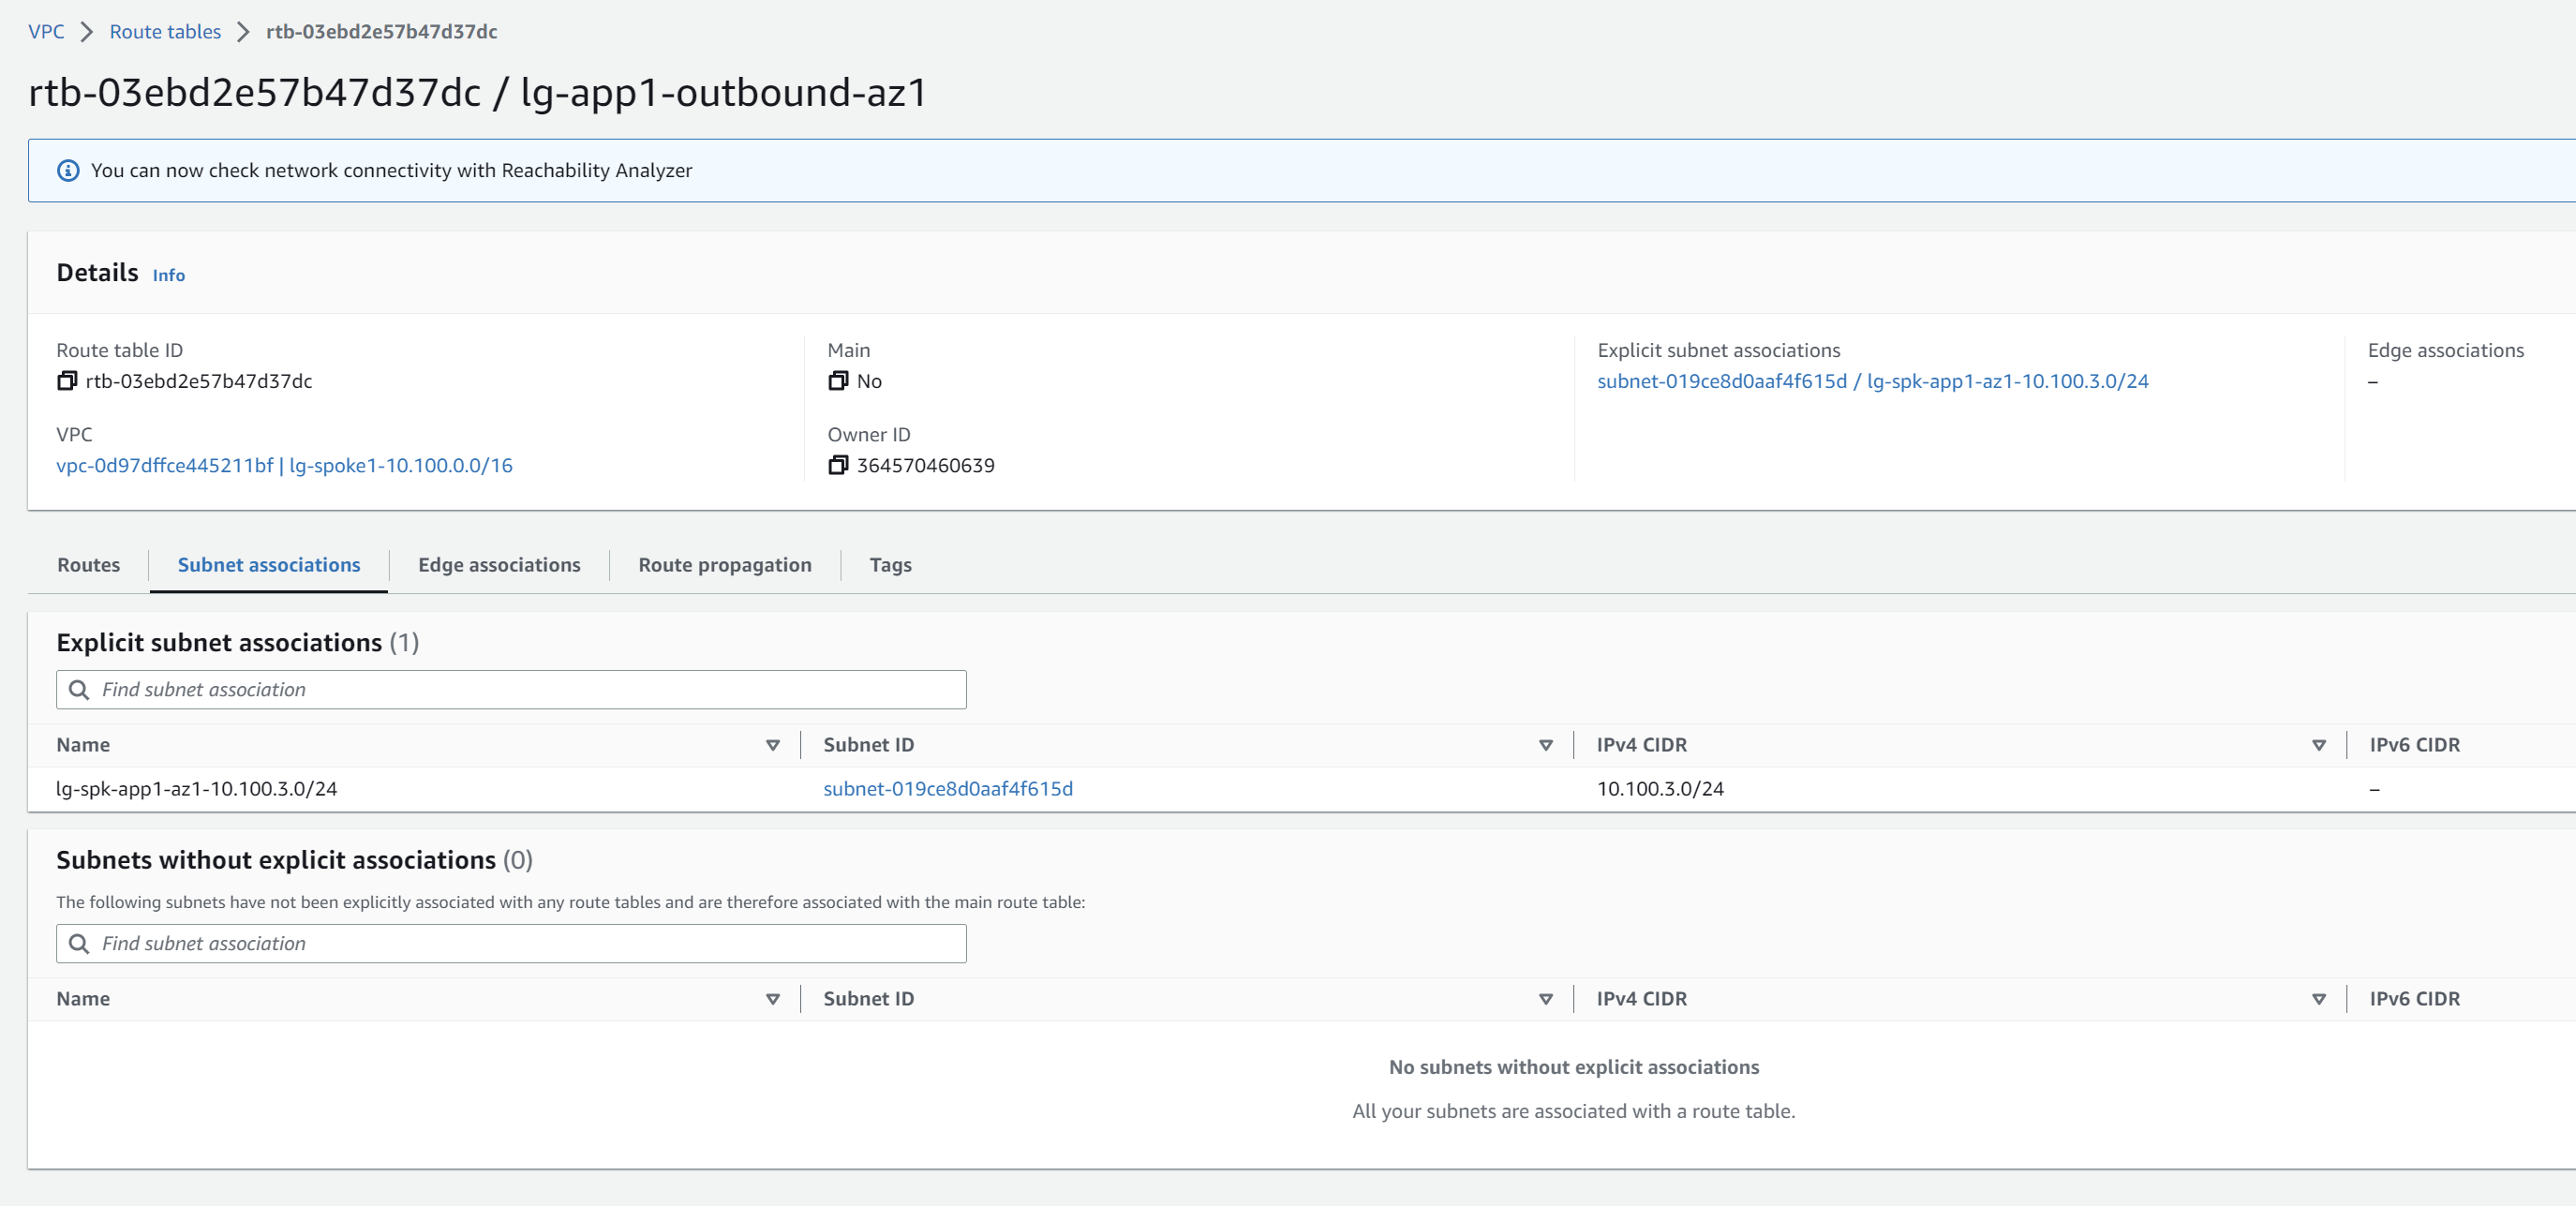 VPC > Route tables > rtb-03ebd2e57b47d37dc
rtb-03ebd2e57b47d37dc / lg-app1-outbound-az1
You can now check network connectivity with Reachability Analyzer
Details Info
Route table ID Main Explicit subnet associations Edge associations
rtb-03ebd2e57b47d37dc No subnet-019ce8d0aaf4f615d / lg-spk-app1-az1-10.100.3.0/24 –
VPC Owner ID
vpc-0d97dffce445211bf | lg-spoke1-10.100.0.0/16 364570460639
Routes Subnet associations Edge associations Route propagation Tags
Explicit subnet associations (1)
Find subnet association
Name Subnet ID IPv4 CIDR IPv6 CIDR
lg-spk-app1-az1-10.100.3.0/24 subnet-019ce8d0aaf4f615d 10.100.3.0/24 –
Subnets without explicit associations (0)
The following subnets have not been explicitly associated with any route tables and are therefore associated with the main route table:
Find subnet association
Name Subnet ID IPv4 CIDR IPv6 CIDR
No subnets without explicit associations
All your subnets are associated with a route table.